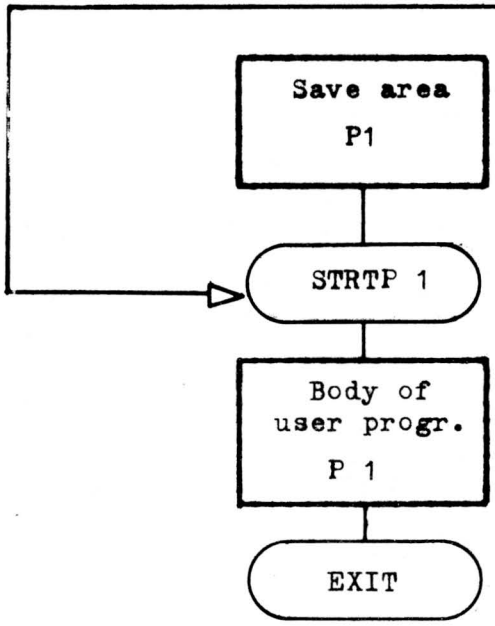 Save area
P1
STRTP 1
Body of
user progr.
P 1
EXIT